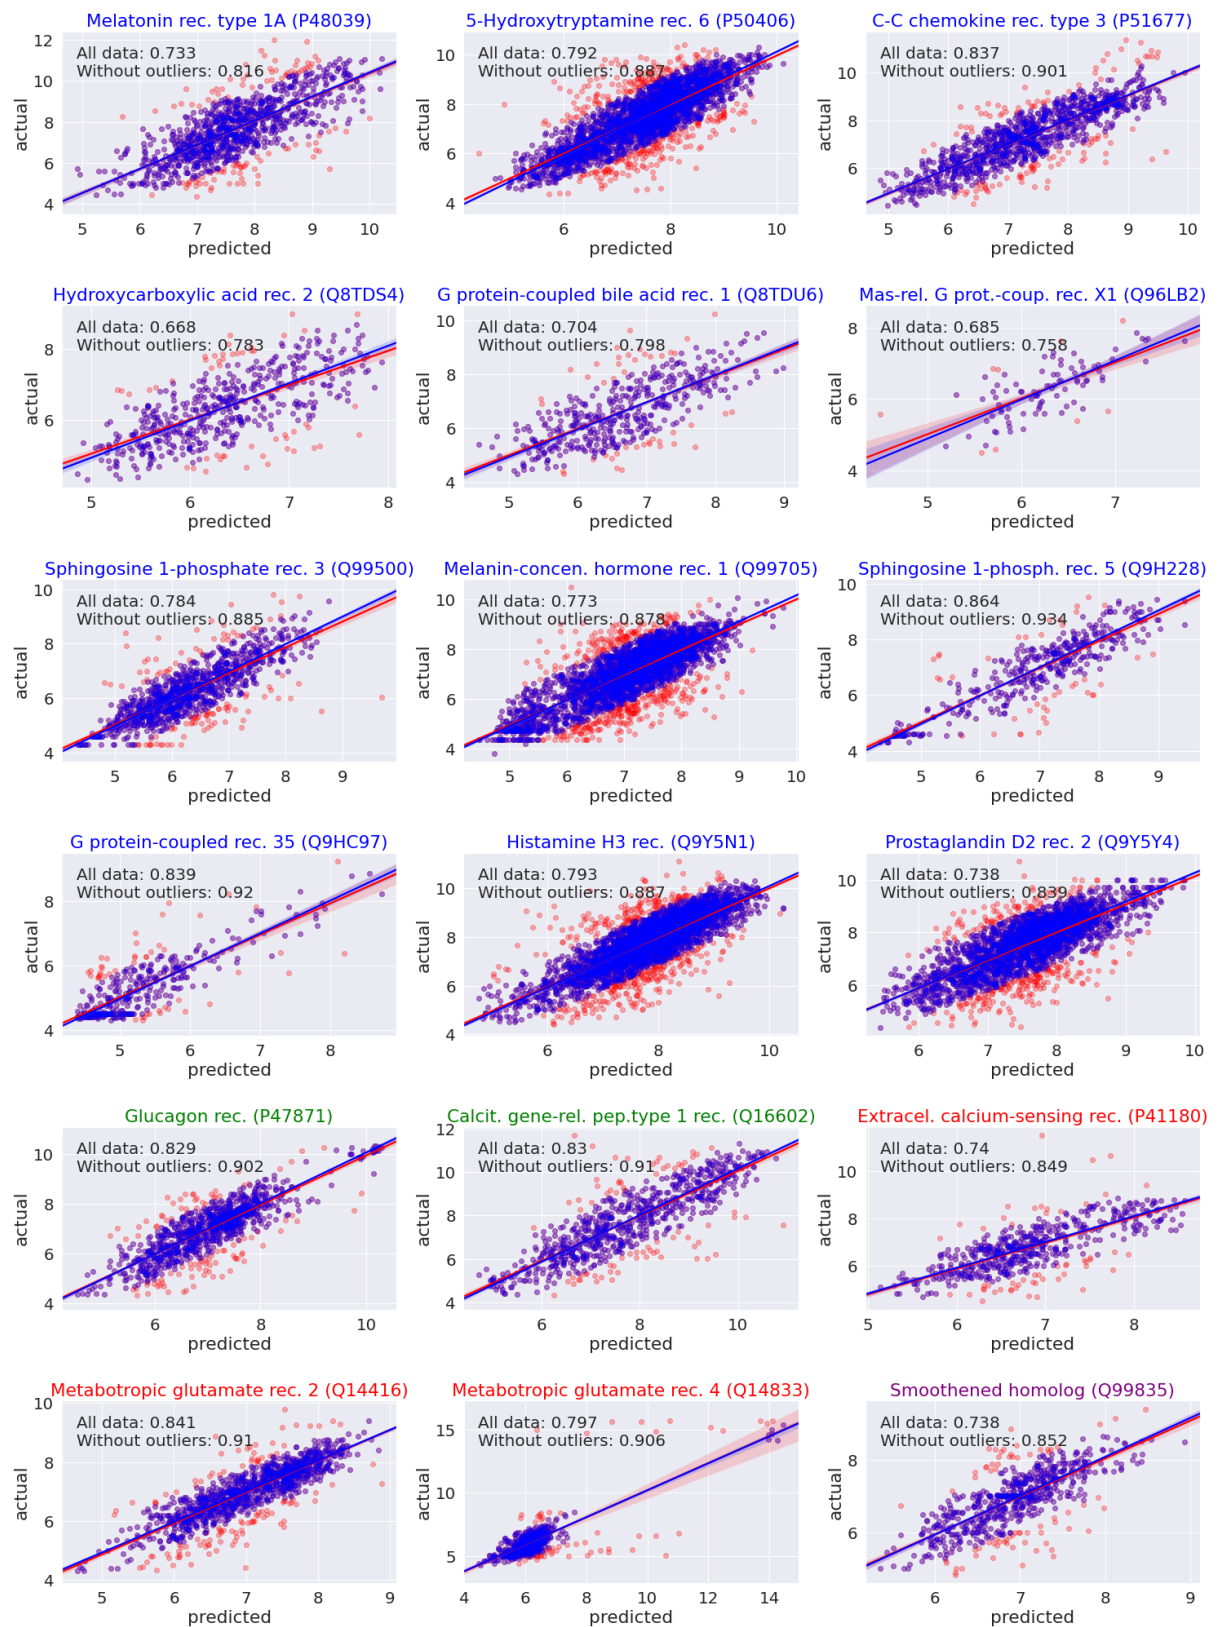 Melatonin rec. type 1A (P48039)
All data: 0.733
Without outliers: 0.816
actual
12
10
8
6
4
5
6
7
8
9
10
predicted
5-Hydroxytryptamine rec. 6 (P50406)
All data: 0.792
Without outliers: 0.887
actual
10
8
6
4
6
8
10
predicted
C-C chemokine rec. type 3 (P51677)
All data: 0.837
Without outliers: 0.901
actual
10
8
6
5
6
7
8
9
10
predicted
Hydroxycarboxylic acid rec. 2 (Q8TDS4)
All data: 0.668
Without outliers: 0.783
actual
8
6
5
6
7
8
predicted
G protein-coupled bile acid rec. 1 (Q8TDU6)
All data: 0.704
Without outliers: 0.798
actual
10
8
6
4
5
6
7
8
9
predicted
Mas-rel. G prot.-coup. rec. X1 (Q96LB2)
All data: 0.685
Without outliers: 0.758
actual
8
6
4
5
6
7
predicted
Sphingosine 1-phosphate rec. 3 (Q99500)
All data: 0.784
Without outliers: 0.885
actual
10
8
6
4
5
6
7
8
9
predicted
Melanin-concen. hormone rec. 1 (Q99705)
All data: 0.773
Without outliers: 0.878
actual
10
8
6
4
5
6
7
8
9
10
predicted
Sphingosine 1-phosph. rec. 5 (Q9H228)
All data: 0.864
Without outliers: 0.934
actual
10
8
6
4
5
6
7
8
9
predicted
G protein-coupled rec. 35 (Q9HC97)
All data: 0.839
Without outliers: 0.92
actual
8
6
4
5
6
7
8
predicted
Histamine H3 rec. (Q9Y5N1)
All data: 0.793
Without outliers: 0.887
actual
10
8
6
4
6
8
10
predicted
Prostaglandin D2 rec. 2 (Q9Y5Y4)
All data: 0.738
Without outliers: 0.839
actual
10
8
6
6
7
8
9
10
predicted
Glucagon rec. (P47871)
All data: 0.829
Without outliers: 0.902
actual
10
8
6
4
6
8
10
predicted
Calcit. gene-rel. pep.type 1 rec. (Q16602)
All data: 0.83
Without outliers: 0.91
actual
12
10
8
6
4
6
8
10
predicted
Extracel. calcium-sensing rec. (P41180)
All data: 0.74
Without outliers: 0.849
actual
10
8
6
5
6
7
8
predicted
Metabotropic glutamate rec. 2 (Q14416)
All data: 0.841
Without outliers: 0.91
actual
10
8
6
4
5
6
7
8
9
predicted
Metabotropic glutamate rec. 4 (Q14833)
All data: 0.797
Without outliers: 0.906
actual
15
10
5
4
6
8
10
12
14
predicted
Smoothened homolog (Q99835)
All data: 0.738
Without outliers: 0.852
actual
8
6
6
7
8
9
predicted